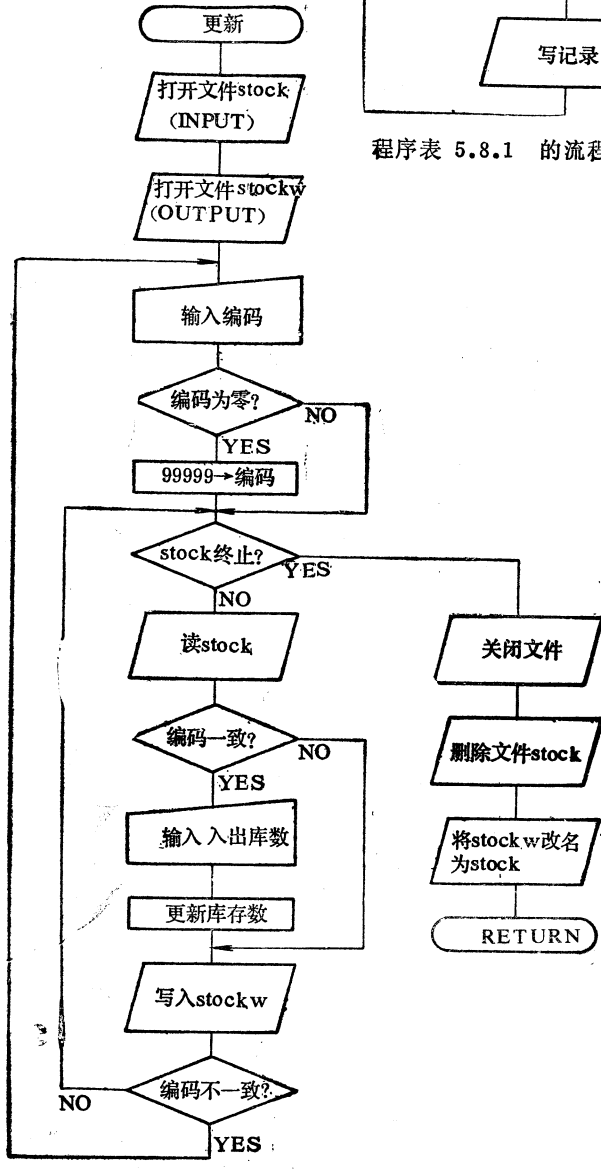 更新
打开文件stock
(INPUT)
写记录
程序表 5.8.1 的流程
打开文件stockw
(OUTPUT)
输入编码
编码为零?
NO
YES
99999→编码
stock终止?
YES
NO
读stock
关闭文件
编码一致?
NO
YES
删除文件stock
输入 入出库数
将stockw改名
为stock
更新库存数
RETURN
写入stockw
编码不一致?
NO
YES